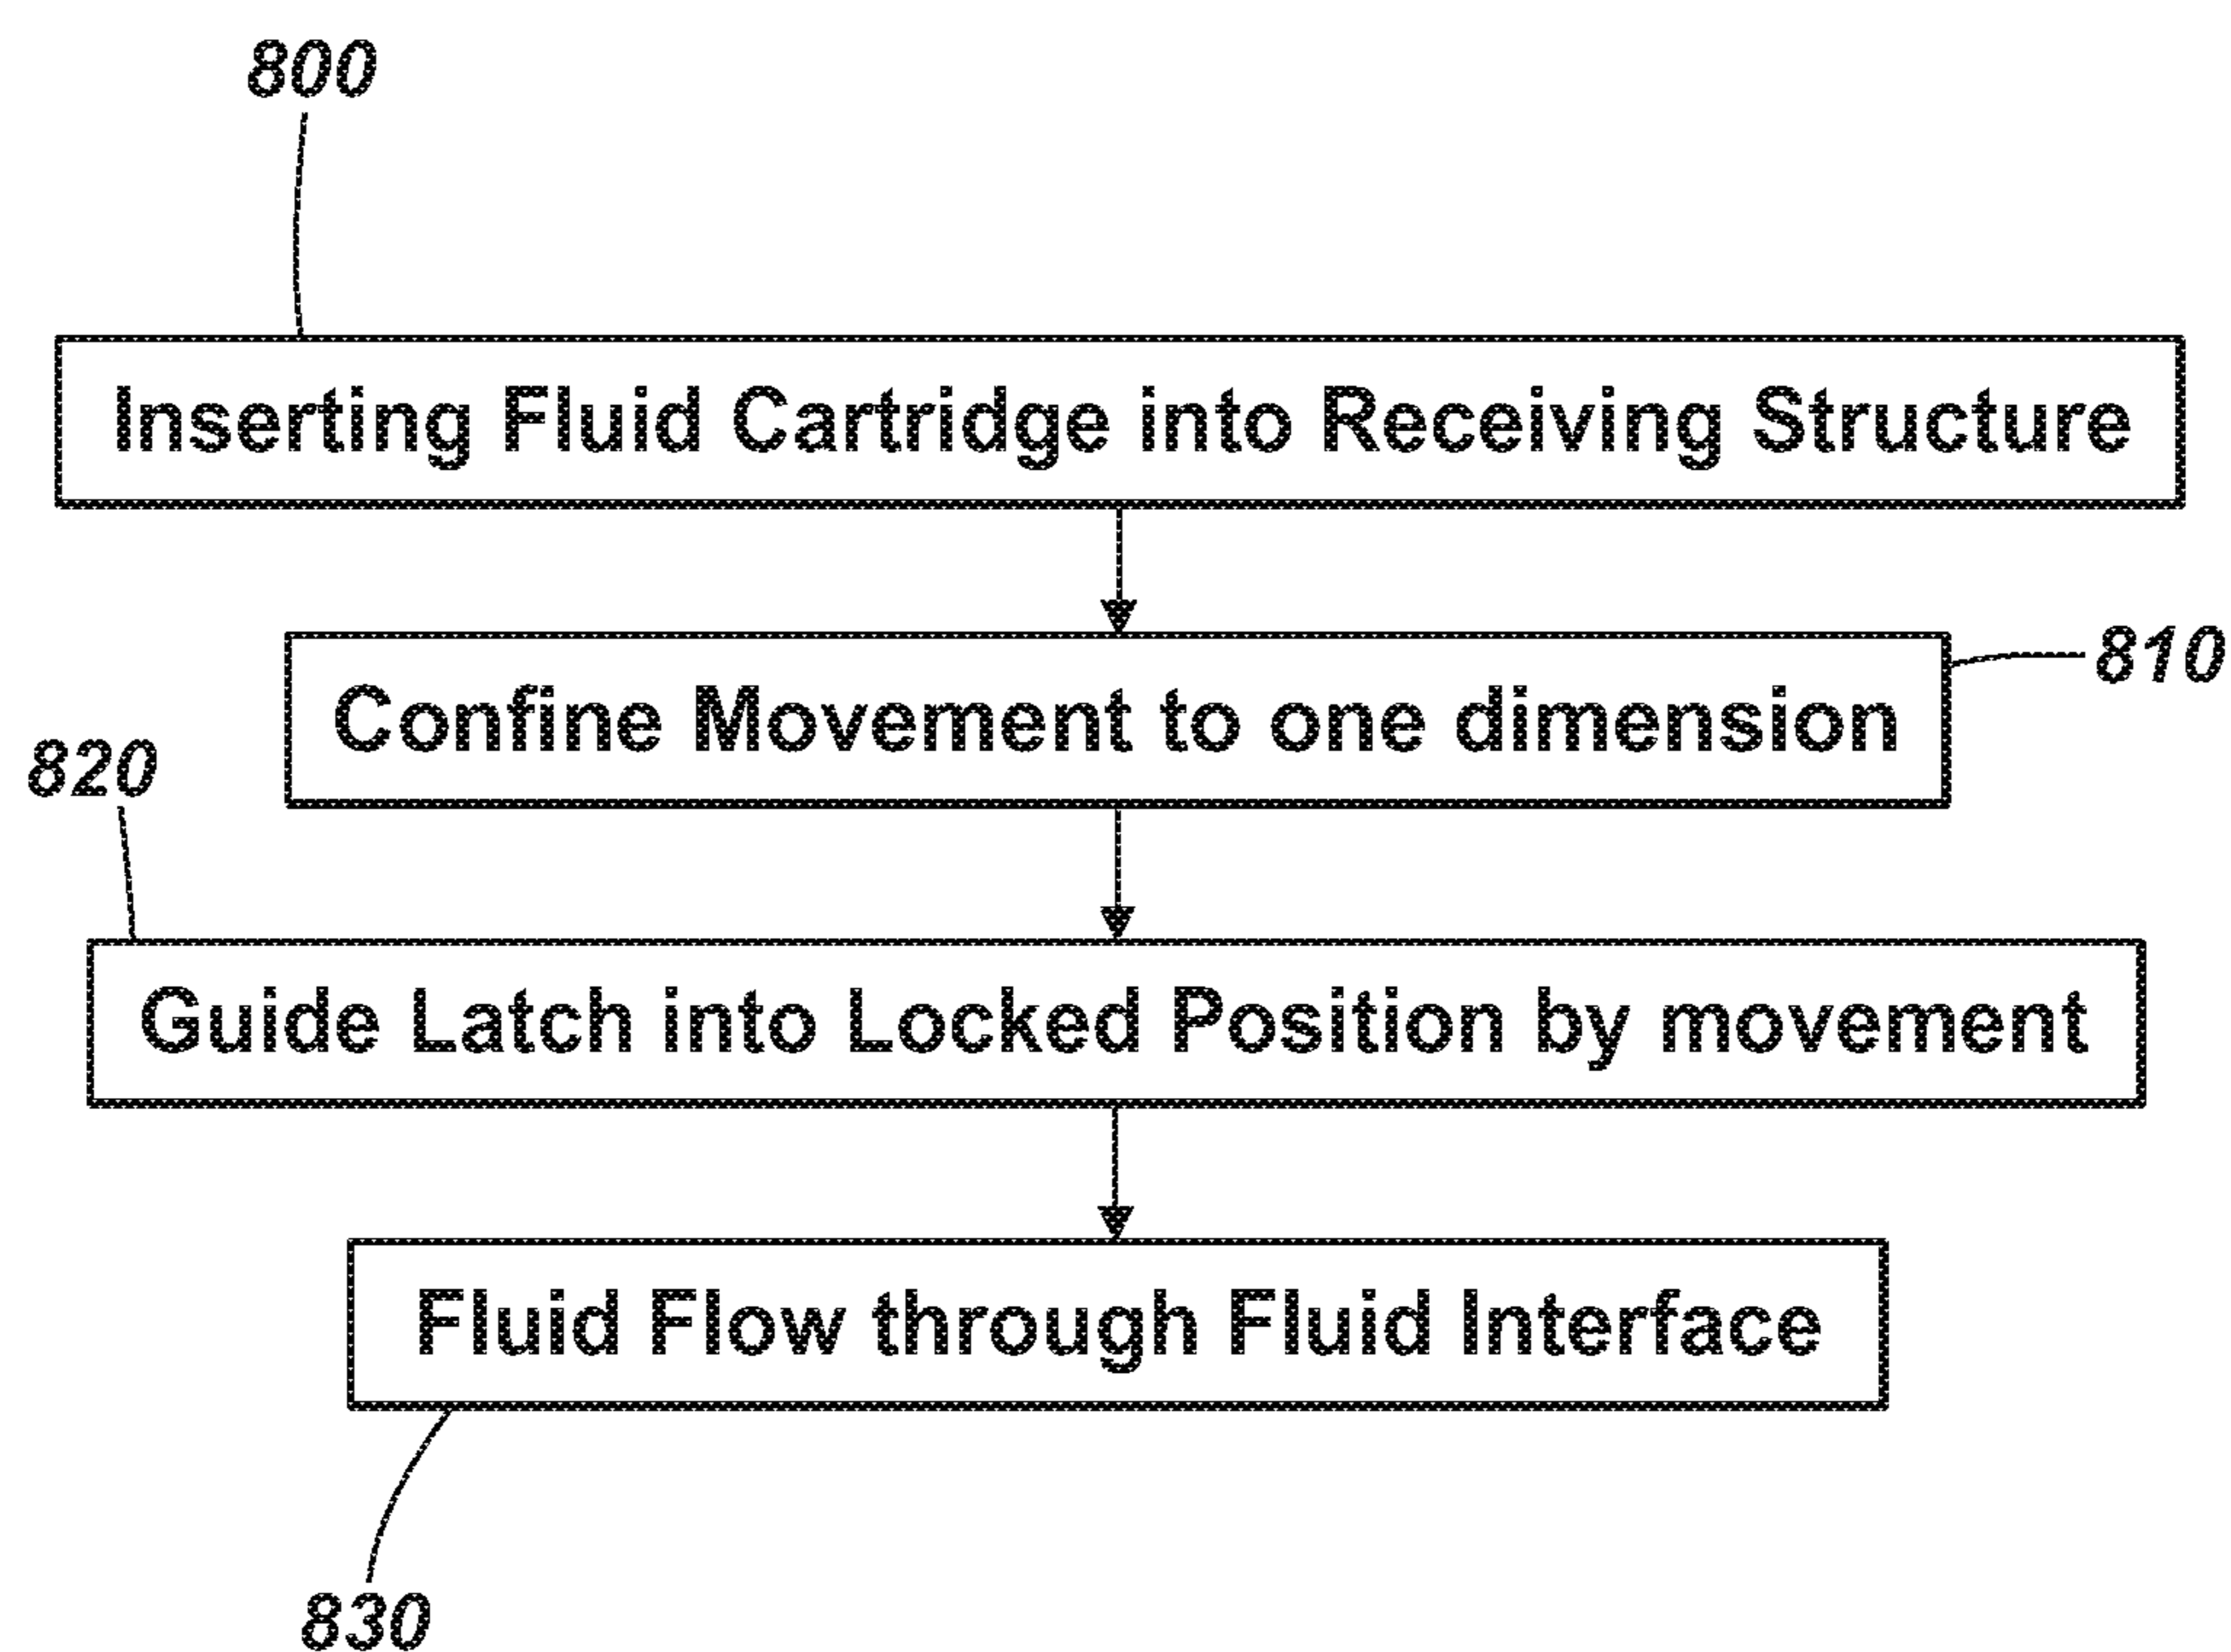 800
Inserting Fluid Cartridge into Receiving Structure
810
Confine Movement to one dimension
820
Guide Latch into Locked Position by movement
Fluid Flow through Fluid Interface
830